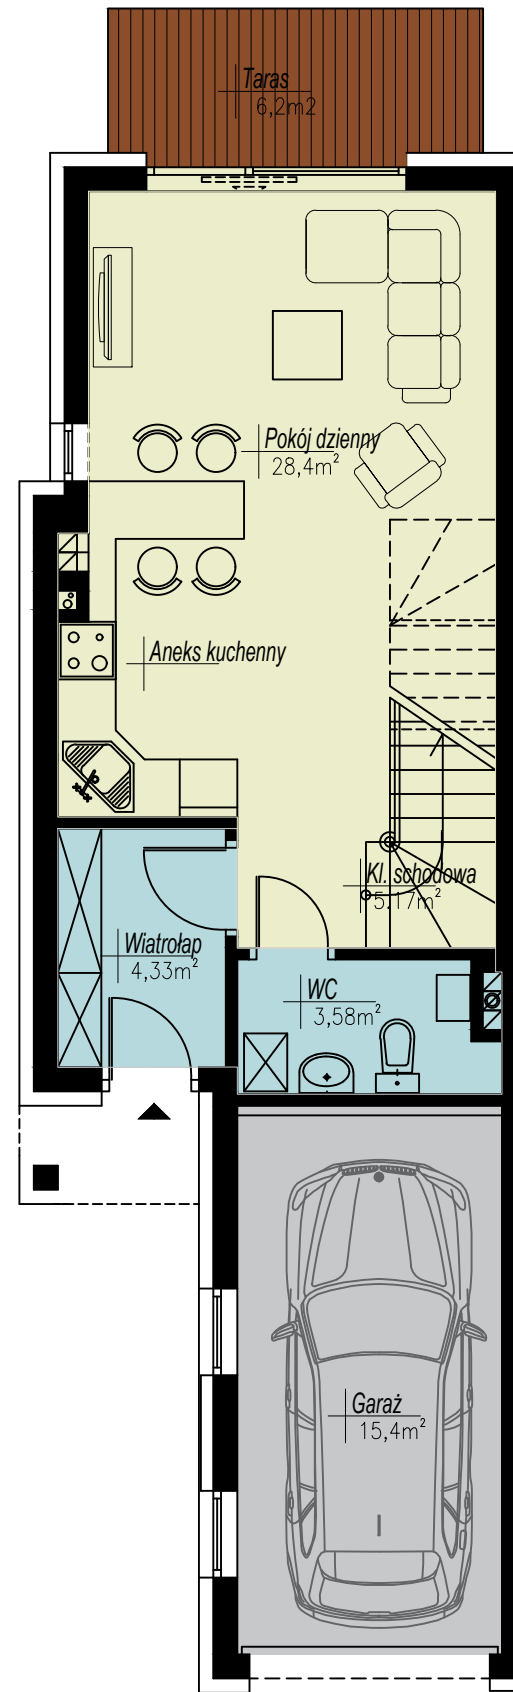 Taras
6,2m2
Pokój dzienny
28,4m²
Aneks kuchenny
Kl. schodowa
5,17m²
Wiatrołap
4,33m²
WC
3,58m²
Garaż
15,4m²